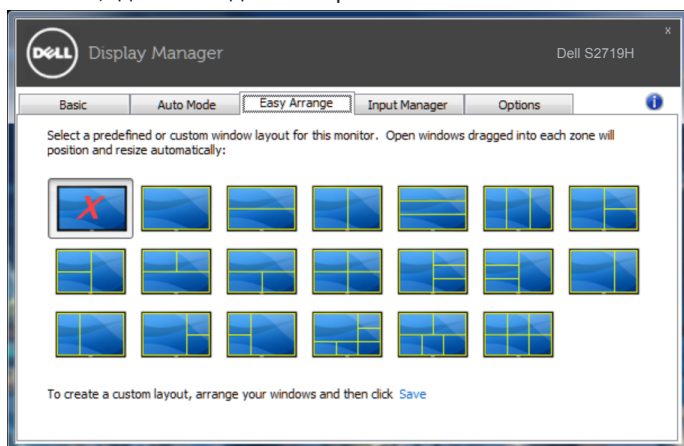 DELL Display Manager
Dell S2719H
x
Basic Auto Mode Easy Arrange Input Manager Options i
Select a predefined or custom window layout for this monitor. Open windows dragged into each zone will
position and resize automatically:
X
To create a custom layout, arrange your windows and then click Save